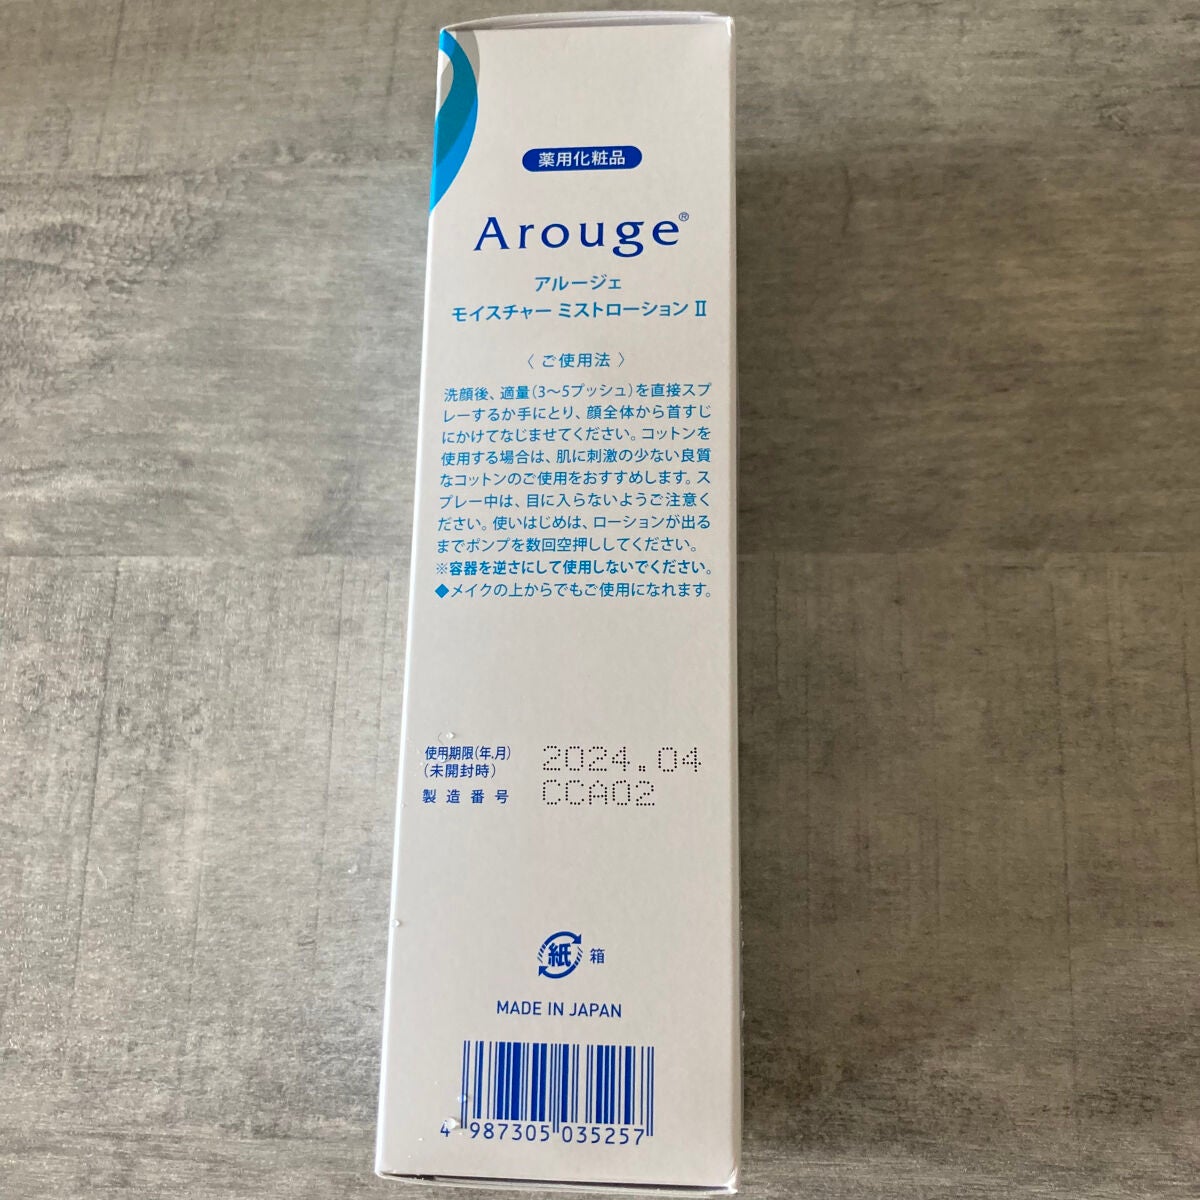 薬用化粧品
Arouge®
アルージェ
モイスチャー ミストローション Ⅱ
〈 ご使用法 〉
洗顔後、適量(3〜5プッシュ)を直接スプ
レーするか手にとり、顔全体から首すじ
にかけてなじませてください。コットンを
使用する場合は、肌に刺激の少ない良質
なコットンのご使用をおすすめします。ス
プレー中は、目に入らないようご注意く
ださい。使いはじめは、ローションが出る
までポンプを数回空押ししてください。
※容器を逆さにして使用しないでください。
◆メイクの上からでもご使用になれます。
使用期限(年.月) 2024.04
(未開封時)
製造番号 CCA02
紙 箱
MADE IN JAPAN
4 987305 035257